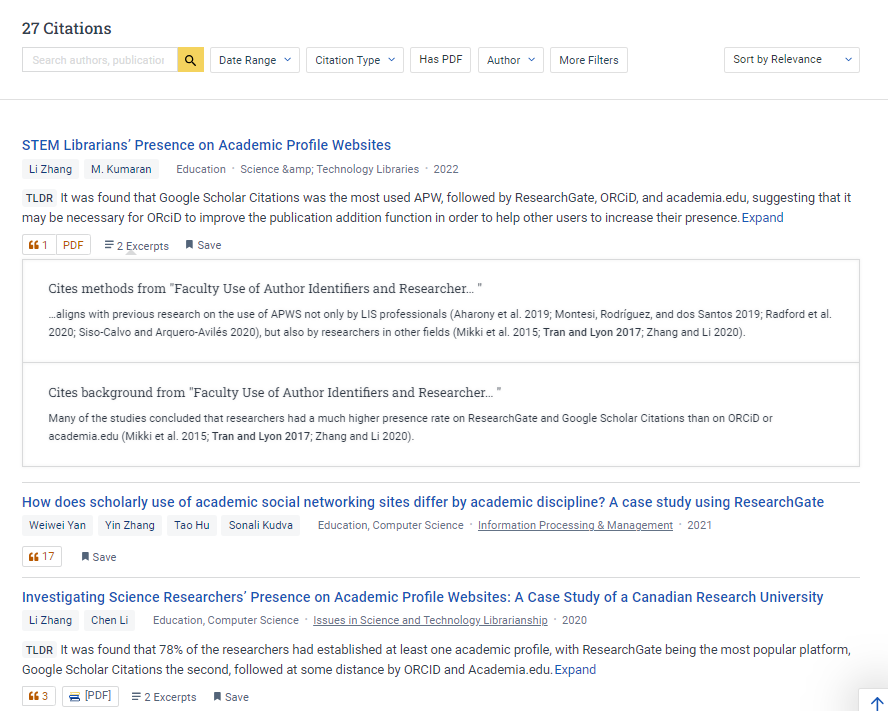 27 Citations
Search authors, publication
Date Range Citation Type Has PDF Author More Filters Sort by Relevance
STEM Librarians’ Presence on Academic Profile Websites
Li Zhang M. Kumaran Education · Science &amp; Technology Libraries · 2022
TLDR It was found that Google Scholar Citations was the most used APW, followed by ResearchGate, ORCiD, and academia.edu, suggesting that it
may be necessary for ORciD to improve the publication addition function in order to help other users to increase their presence. Expand
1 PDF 2 Excerpts Save
Cites methods from "Faculty Use of Author Identifiers and Researcher... "
...aligns with previous research on the use of APWS not only by LIS professionals (Aharony et al. 2019; Montesi, Rodríguez, and dos Santos 2019; Radford et al.
2020; Siso-Calvo and Arquero-Avilés 2020), but also by researchers in other fields (Mikki et al. 2015; Tran and Lyon 2017; Zhang and Li 2020).
Cites background from "Faculty Use of Author Identifiers and Researcher... "
Many of the studies concluded that researchers had a much higher presence rate on ResearchGate and Google Scholar Citations than on ORCiD or
academia.edu (Mikki et al. 2015; Tran and Lyon 2017; Zhang and Li 2020).
How does scholarly use of academic social networking sites differ by academic discipline? A case study using ResearchGate
Weiwei Yan Yin Zhang Tao Hu Sonali Kudva Education, Computer Science · Information Processing & Management · 2021
17 Save
Investigating Science Researchers’ Presence on Academic Profile Websites: A Case Study of a Canadian Research University
Li Zhang Chen Li Education, Computer Science · Issues in Science and Technology Librarianship · 2020
TLDR It was found that 78% of the researchers had established at least one academic profile, with ResearchGate being the most popular platform,
Google Scholar Citations the second, followed at some distance by ORCID and Academia.edu. Expand
3 [PDF] 2 Excerpts Save